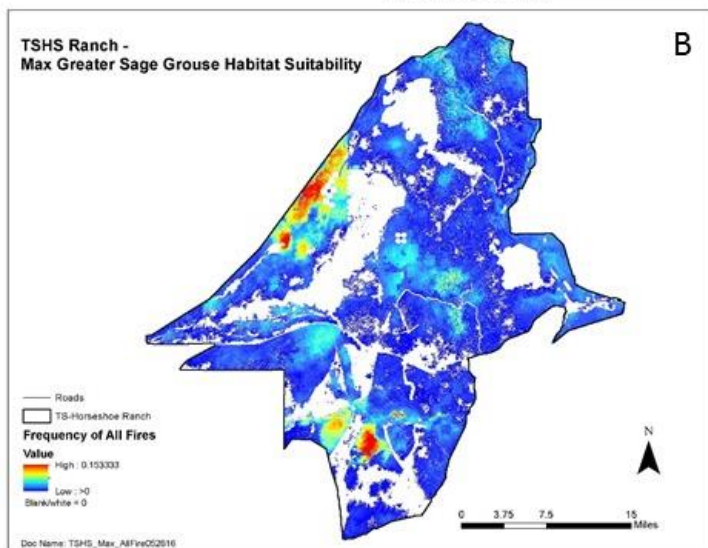 TSHS Ranch -
Max Greater Sage Grouse Habitat Suitability
B
Roads
TS-Horseshoe Ranch
Frequency of All Fires
Value
High : 0.153333
Low : >0
Blank/white = 0
N
0 3.75 7.5 15
Miles
Doc Name: TSHS_Max_AllFire052616